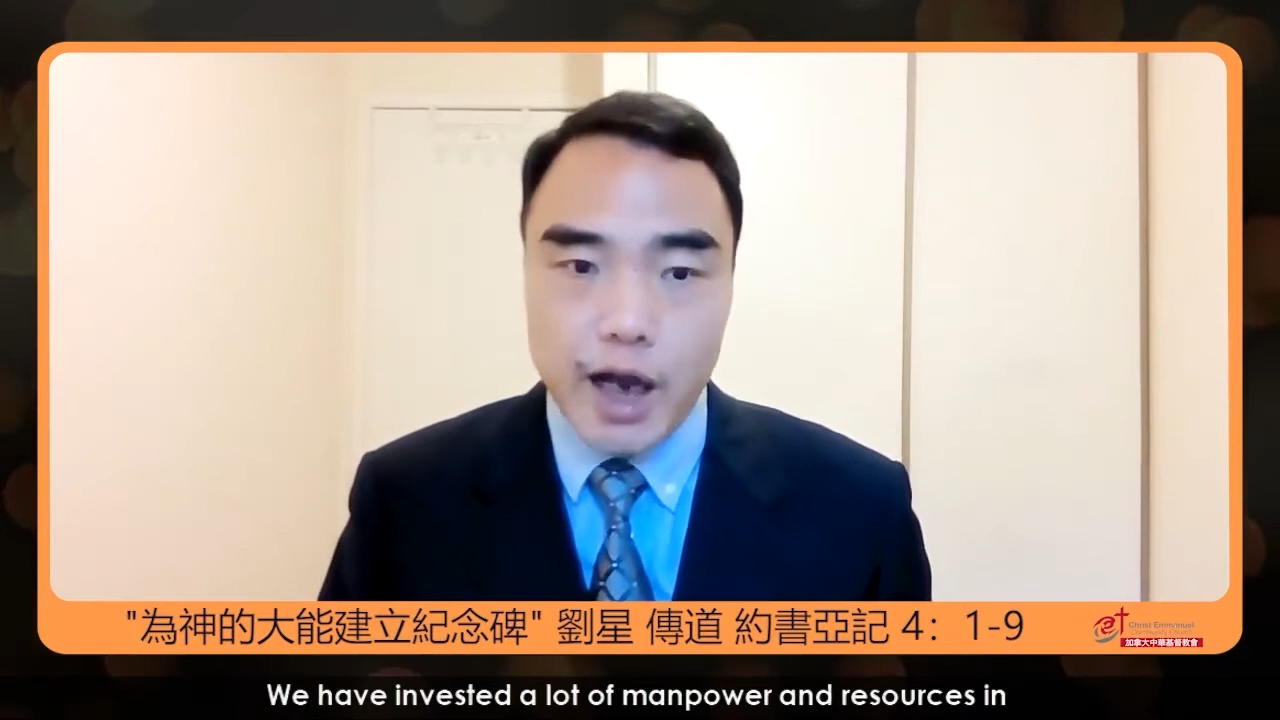 "為神的大能建立紀念碑" 劉星 傳道 約書亞記 4：1-9
Christ Emmanuel
Community Church
加拿大中華基督教會
We have invested a lot of manpower and resources in